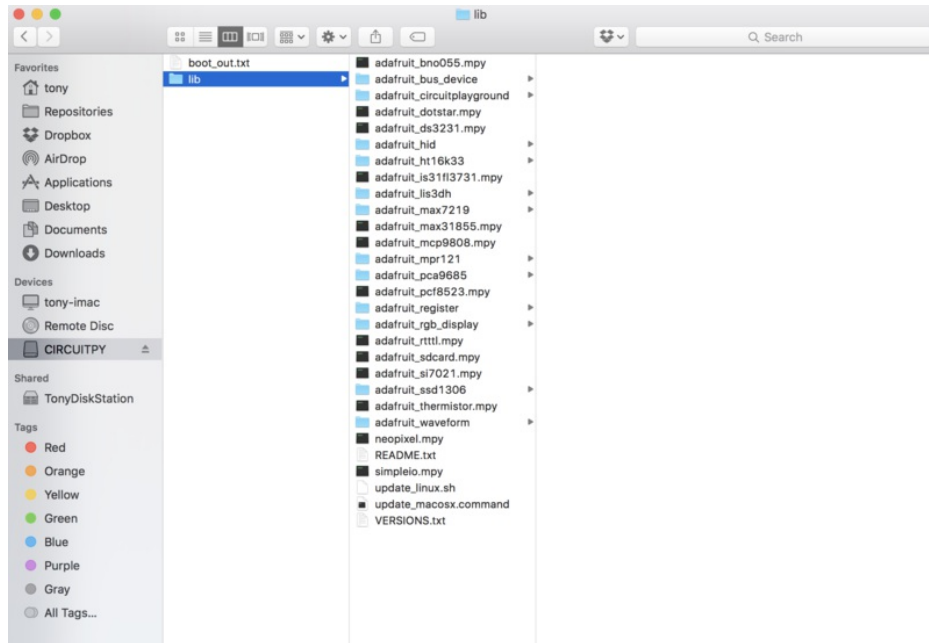 lib
Search
Favorites
tony
Repositories
Dropbox
AirDrop
Applications
Desktop
Documents
Downloads
Devices
tony-imac
Remote Disc
CIRCUITPY
Shared
TonyDiskStation
Tags
Red
Orange
Yellow
Green
Blue
Purple
Gray
All Tags...
boot_out.txt
lib
adafruit_bno055.mpy
adafruit_bus_device
adafruit_circuitplayground
adafruit_dotstar.mpy
adafruit_ds3231.mpy
adafruit_hid
adafruit_ht16k33
adafruit_is31fl3731.mpy
adafruit_lis3dh
adafruit_max7219
adafruit_max31855.mpy
adafruit_mcp9808.mpy
adafruit_mpr121
adafruit_pca9685
adafruit_pcf8523.mpy
adafruit_register
adafruit_rgb_display
adafruit_rtttl.mpy
adafruit_sdcard.mpy
adafruit_si7021.mpy
adafruit_ssd1306
adafruit_thermistor.mpy
adafruit_waveform
neopixel.mpy
README.txt
simpleio.mpy
update_linux.sh
update_macosx.command
VERSIONS.txt